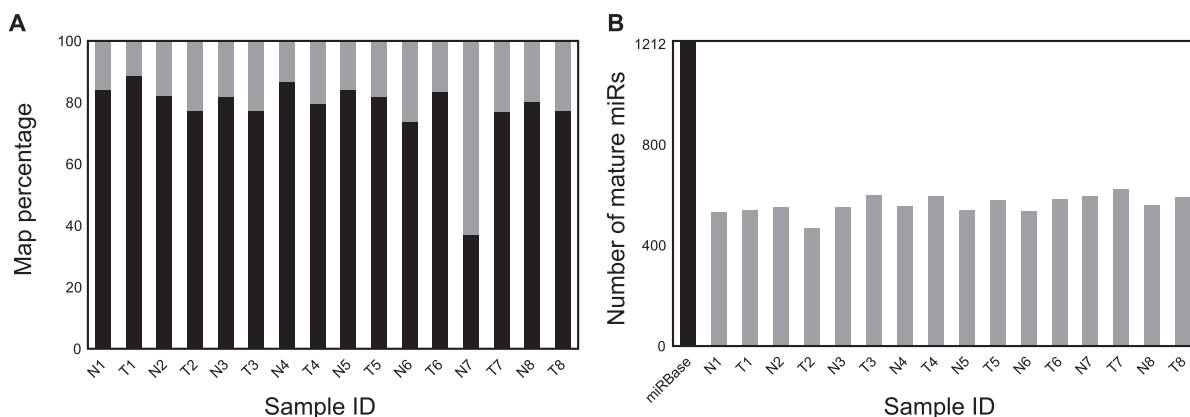 A
Map percentage
100
80
60
40
20
0
N1 T1 N2 T2 N3 T3 N4 T4 N5 T5 N6 T6 N7 T7 N8 T8
Sample ID
B
Number of mature miRs
1212
800
400
0
miRBase N1 T1 N2 T2 N3 T3 N4 T4 N5 T5 N6 T6 N7 T7 N8 T8
Sample ID